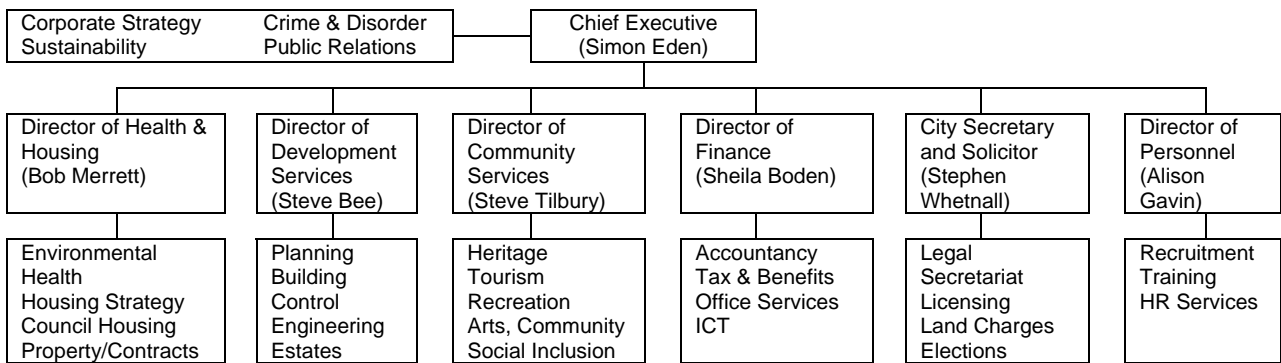 Corporate Strategy Crime & Disorder
Sustainability Public Relations
Chief Executive
(Simon Eden)
Director of Health &
Housing
(Bob Merrett)
Director of
Development
Services
(Steve Bee)
Director of
Community
Services
(Steve Tilbury)
Director of
Finance
(Sheila Boden)
City Secretary
and Solicitor
(Stephen
Whetnall)
Director of
Personnel
(Alison
Gavin)
Environmental
Health
Housing Strategy
Council Housing
Property/Contracts
Planning
Building
Control
Engineering
Estates
Heritage
Tourism
Recreation
Arts, Community
Social Inclusion
Accountancy
Tax & Benefits
Office Services
ICT
Legal
Secretariat
Licensing
Land Charges
Elections
Recruitment
Training
HR Services